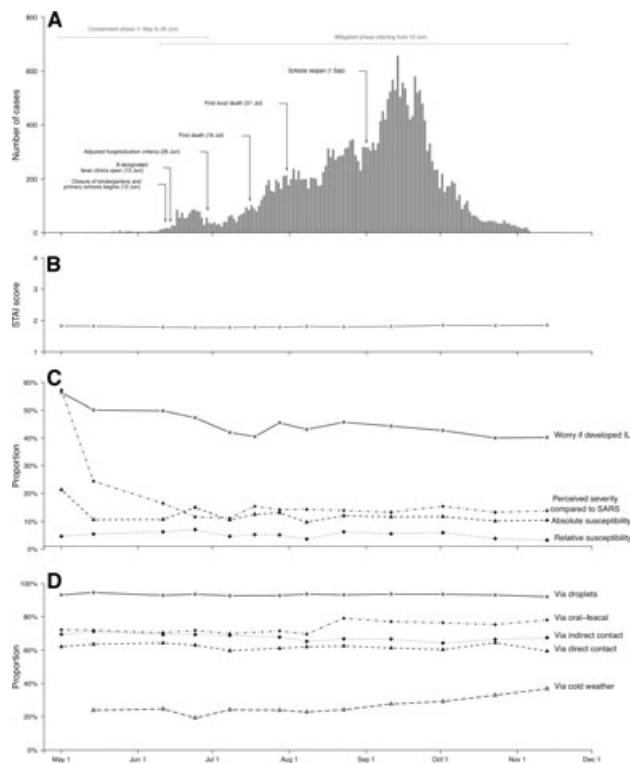 A
Containment phase (1 May to 28 Jun)
Mitigation phase starting from 10 Jun)
Schools reopen (1 Sep)
First local death (31 Jul)
First death (16 Jul)
Adjusted hospitalization criteria (26 Jun)
8 designated
fever clinics open (13 Jun)
Closure of kindergartens and
primary schools begins (12 Jun)
Number of cases
800
600
400
200
0
B
STAI score
4
3
2
1
C
Proportion
60%
50%
40%
30%
20%
10%
0%
Worry if developed IL
Perceived severity
compared to SARS
Absolute susceptibility
Relative susceptibility
D
Proportion
100%
80%
60%
40%
20%
0%
Via droplets
Via oral–feacal
Via indirect contact
Via direct contact
Via cold weather
May 1
Jun 1
Jul 1
Aug 1
Sep 1
Oct 1
Nov 1
Dec 1